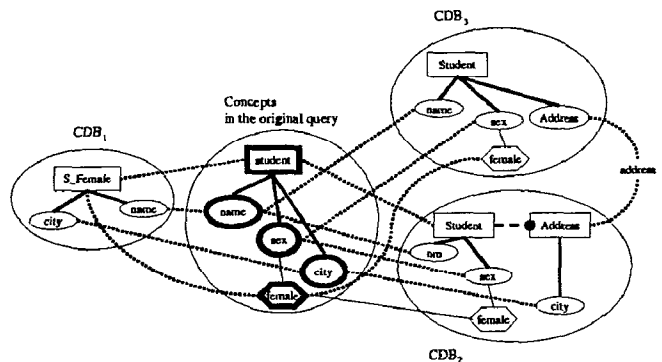 CDB3
Student
name
sex
Address
female
Concepts
in the original query
CDB1
S_Female
city
name
student
name
sex
city
female
address
Student
Address
nm
sex
city
female
CDB2